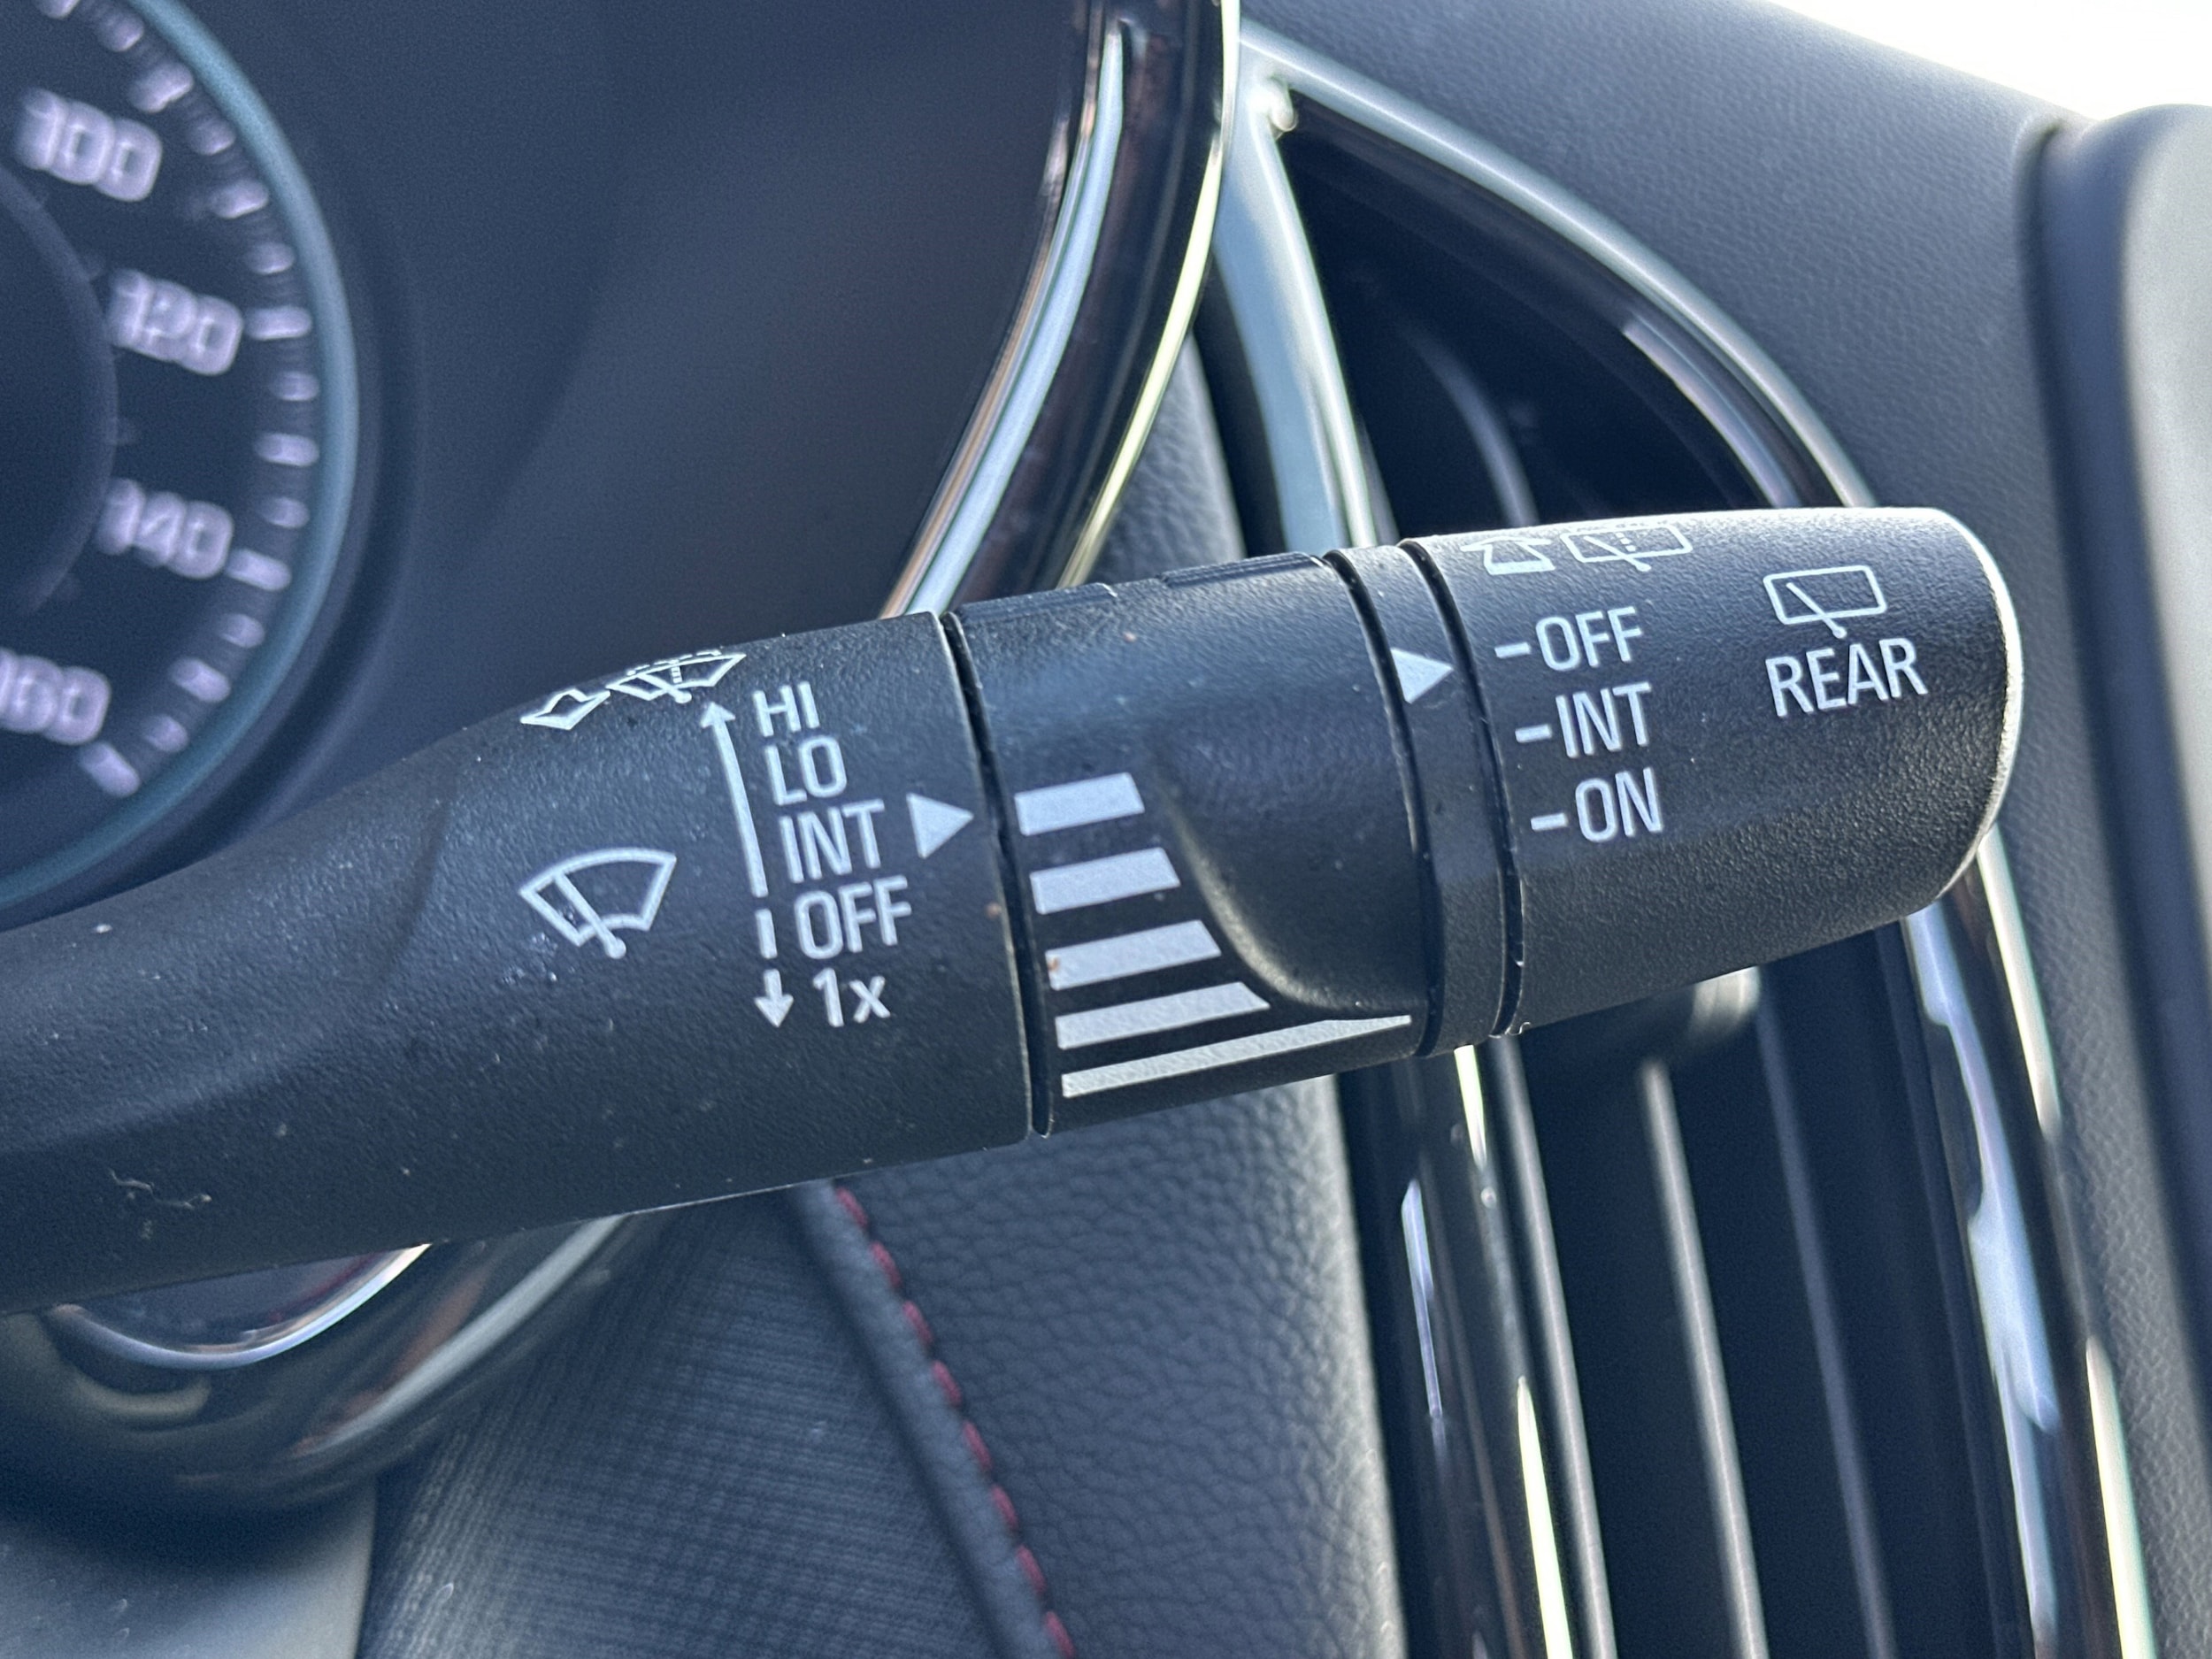 100
120
140
160
HI
LO
INT
OFF
1x
-OFF
-INT
-ON
REAR